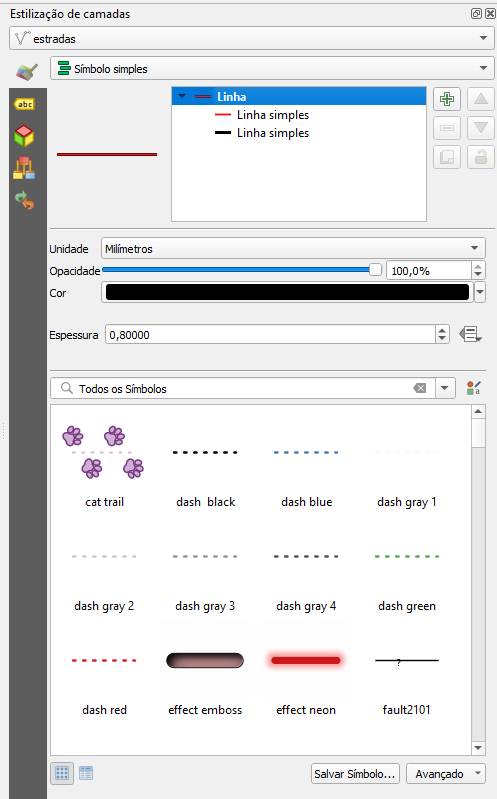 Estilização de camadas
estradas
Símbolo simples
abc
Linha
Linha simples
Linha simples
Unidade Milímetros
Opacidade 100,0%
Cor
Espessura 0,80000
Todos os Símbolos
a
cat trail dash  black dash blue dash gray 1
dash gray 2 dash gray 3 dash gray 4 dash green
?
dash red effect emboss effect neon fault2101
Salvar Símbolo... Avançado